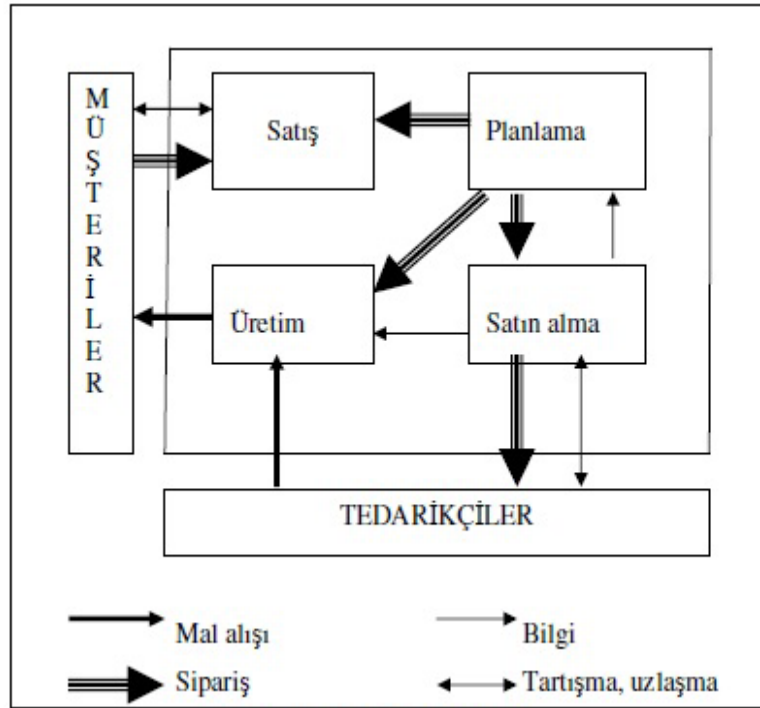 MÜŞTERİLER
Satış
Planlama
Üretim
Satın alma
TEDARİKÇİLER
Mal alışı
Bilgi
Sipariş
Tartışma, uzlaşma